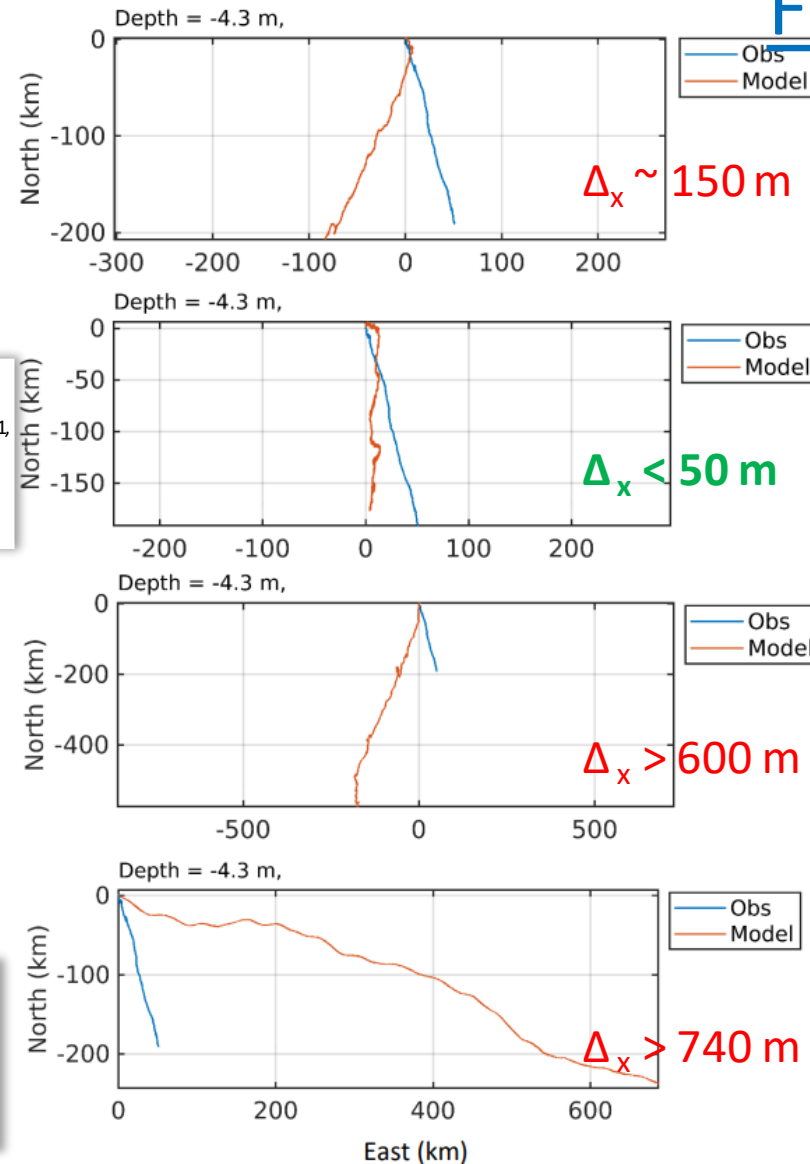 Depth = -4.3 m,
F
North (km)
0
-100
-200
-300 -200 -100 0 100 200
Obs
Model
Δx ~ 150 m
Depth = -4.3 m,
1,
North (km)
0
-50
-100
-150
-200 -100 0 100 200
Obs
Model
Δx < 50 m
Depth = -4.3 m,
North (km)
0
-200
-400
-500 0 500
Obs
Model
Δx > 600 m
Depth = -4.3 m,
North (km)
0
-100
-200
0 200 400 600
East (km)
Obs
Model
Δx > 740 m